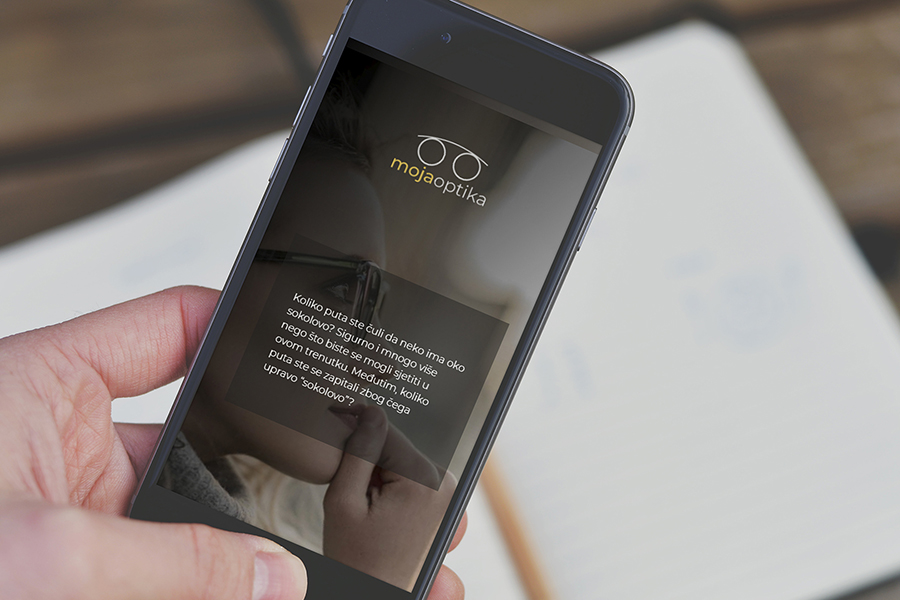 mojaoptika
Koliko puta ste čuli da neko ima oko
sokolovo? Sigurno i mnogo više
nego što biste se mogli sjetiti u
ovom trenutku. Međutim, koliko
puta ste se zapitali zbog čega
upravo "sokolovo"?